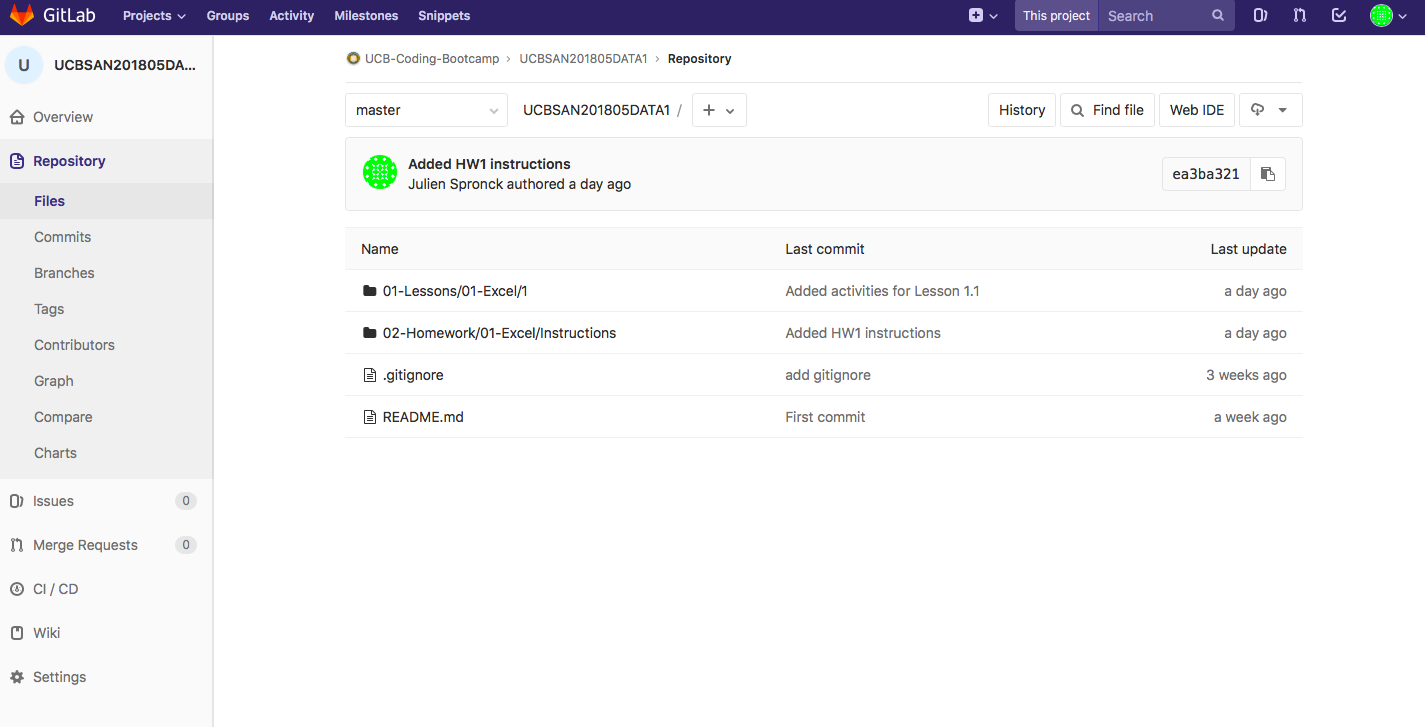 GitLab Projects Groups Activity Milestones Snippets This project Search
U UCBSAN201805DA...
Overview
Repository
Files
Commits
Branches
Tags
Contributors
Graph
Compare
Charts
Issues 0
Merge Requests 0
CI / CD
Wiki
Settings
UCB-Coding-Bootcamp › UCBSAN201805DATA1 › Repository
master UCBSAN201805DATA1 / + History Find file Web IDE
Added HW1 instructions
Julien Spronck authored a day ago
ea3ba321
Name Last commit Last update
01-Lessons/01-Excel/1 Added activities for Lesson 1.1 a day ago
02-Homework/01-Excel/Instructions Added HW1 instructions a day ago
.gitignore add gitignore 3 weeks ago
README.md First commit a week ago